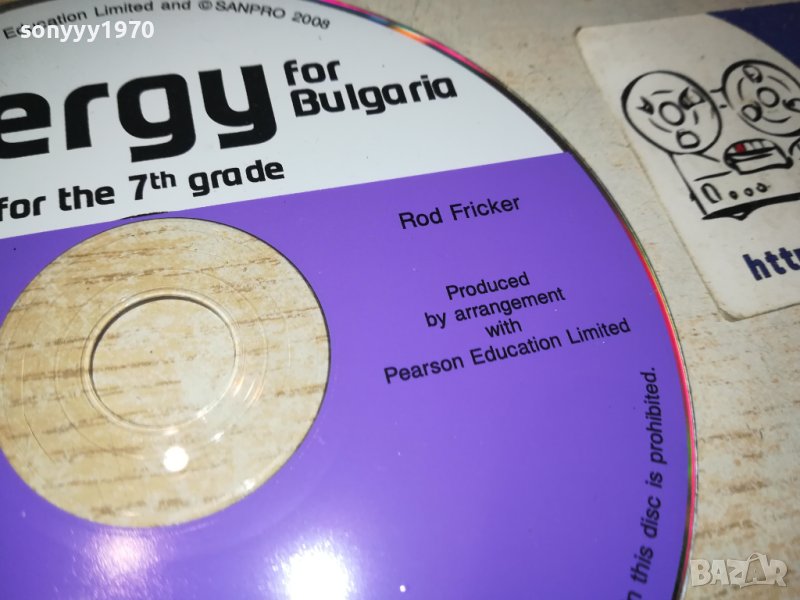 sonyyy1970
Education Limited and © SANPRO 2008
ergy for
Bulgaria
for the 7th grade
Rod Fricker
Produced
by arrangement
with
Pearson Education Limited
this disc is prohibited.
htt
BAZAR